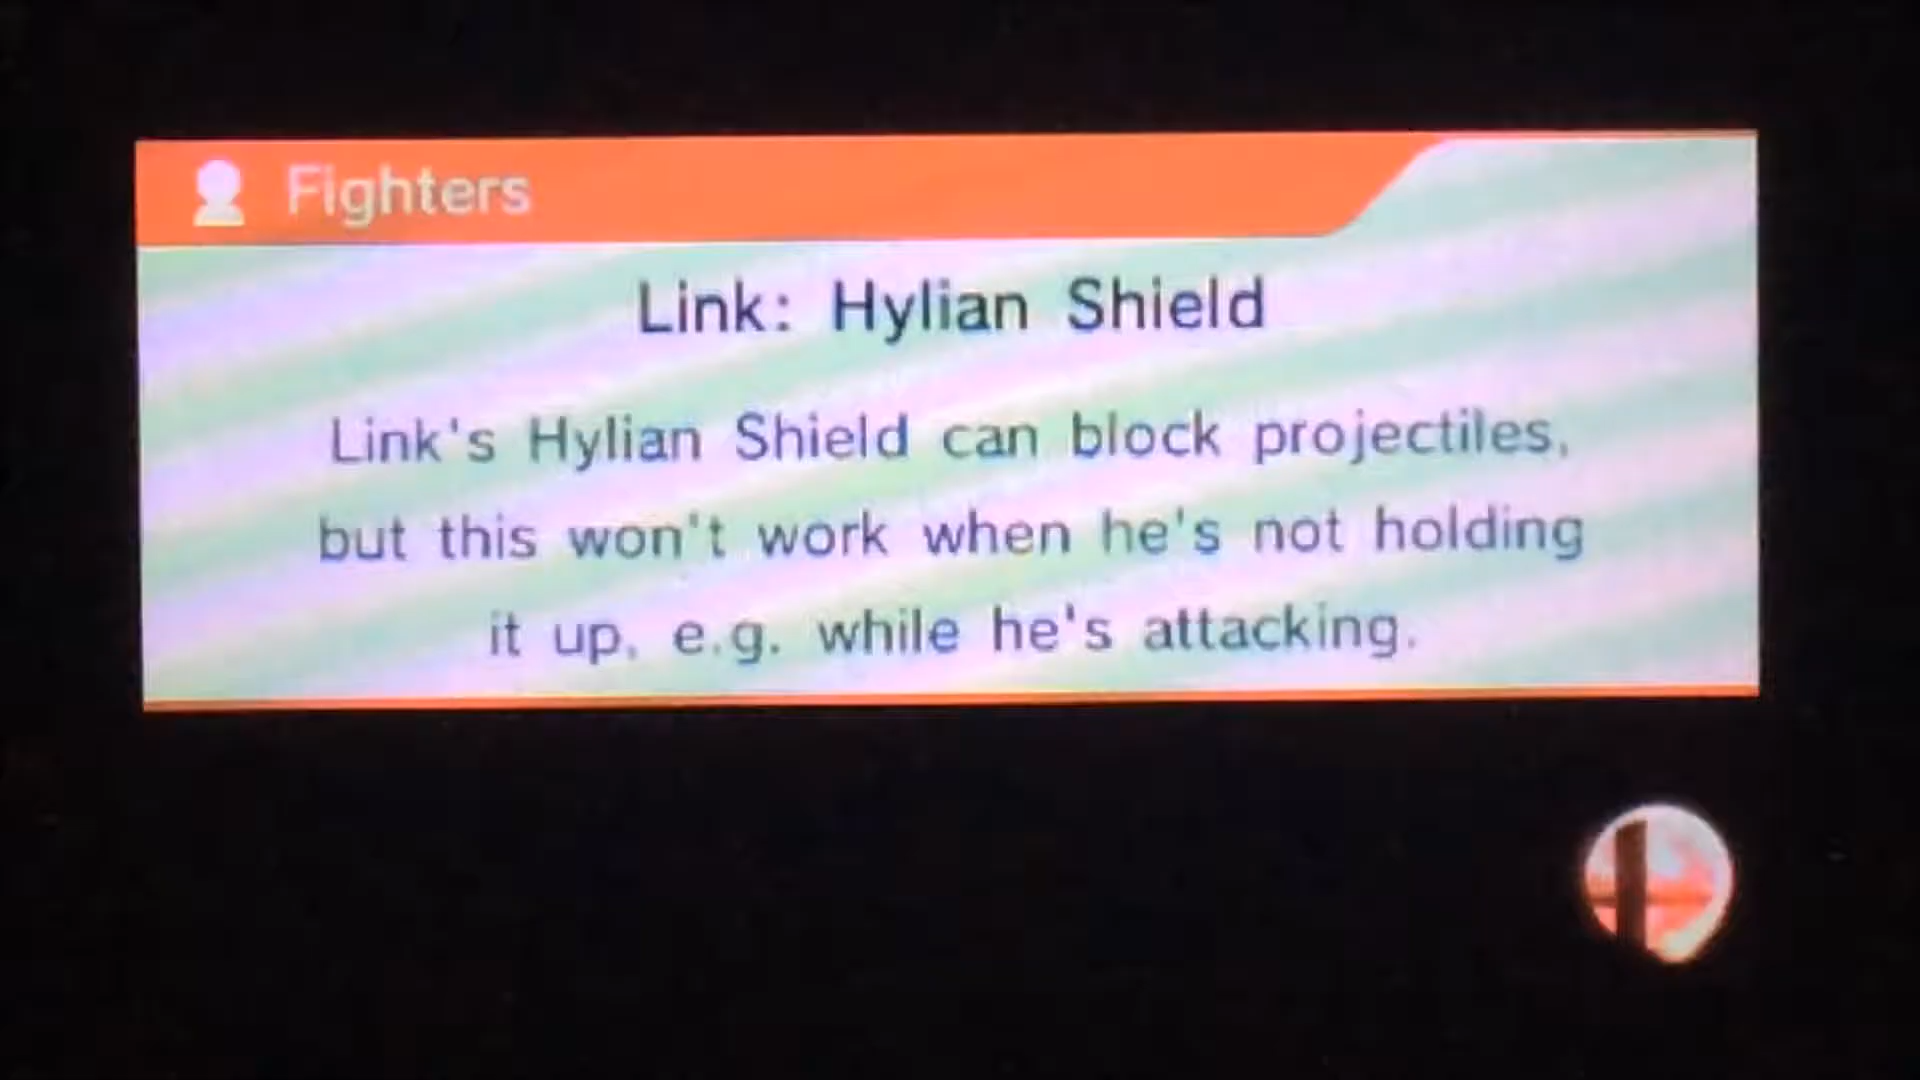 Fighters
Link: Hylian Shield
Link's Hylian Shield can block projectiles,
but this won't work when he's not holding
it up, e.g. while he's attacking.